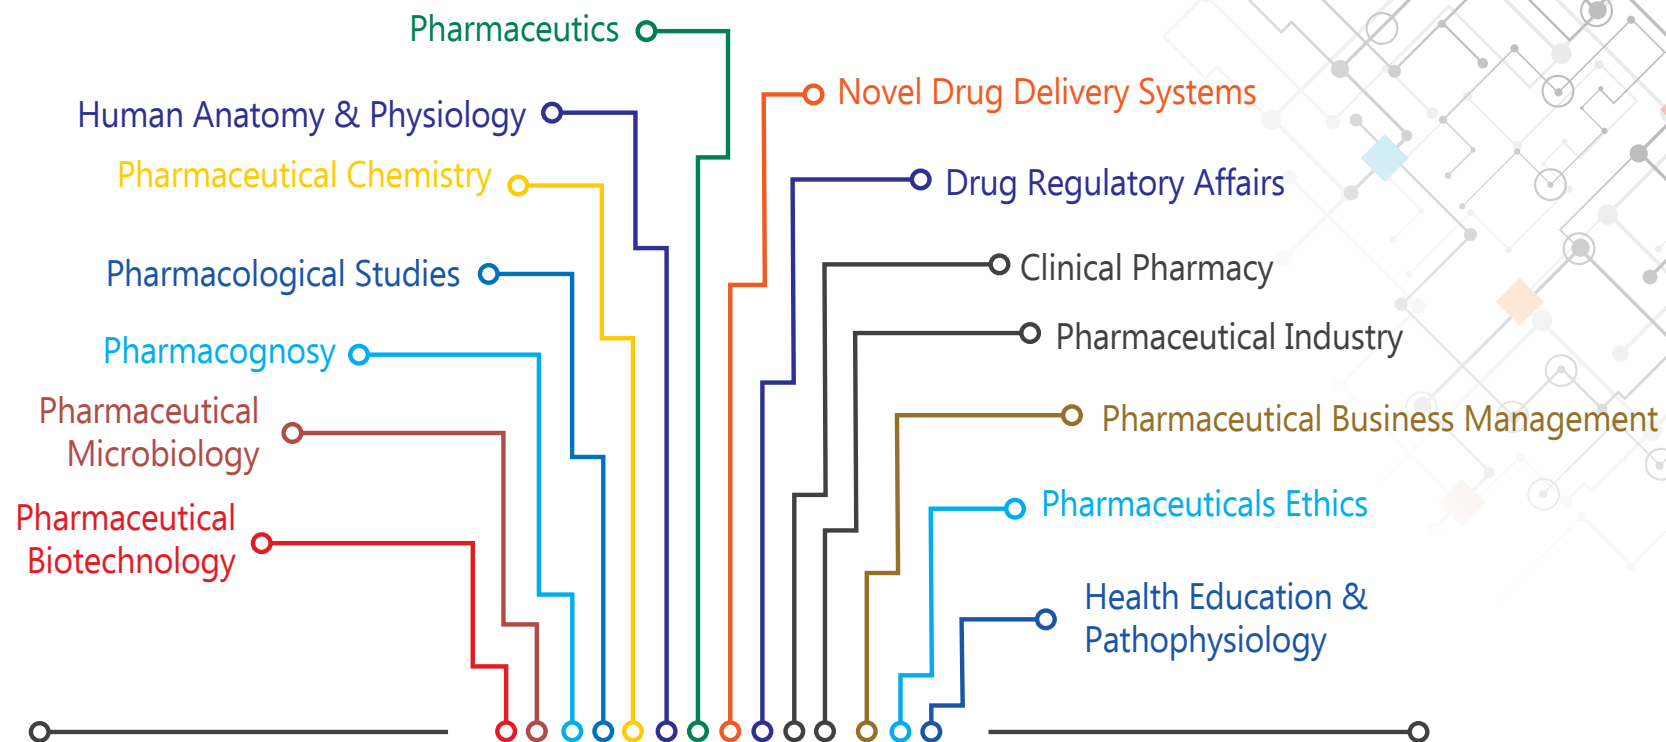 Pharmaceutics
Human Anatomy & Physiology
Pharmaceutical Chemistry
Pharmacological Studies
Pharmacognosy
Pharmaceutical
Microbiology
Pharmaceutical
Biotechnology
Novel Drug Delivery Systems
Drug Regulatory Affairs
Clinical Pharmacy
Pharmaceutical Industry
Pharmaceutical Business Management
Pharmaceuticals Ethics
Health Education &
Pathophysiology